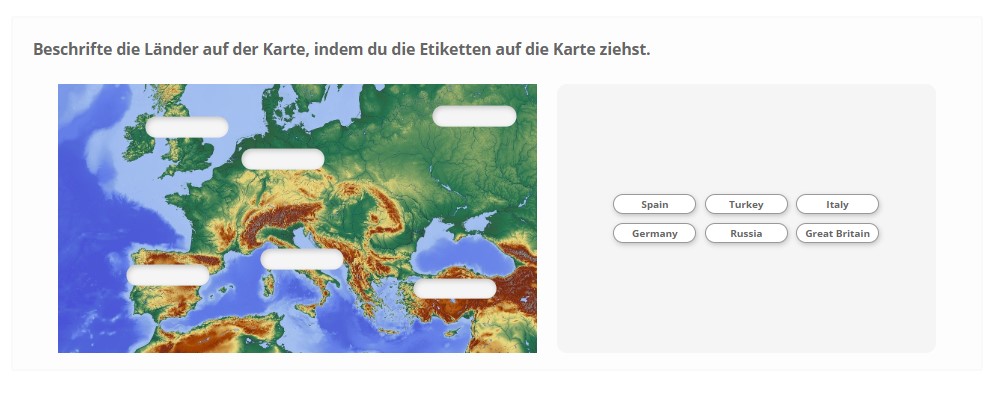 Beschrifte die Länder auf der Karte, indem du die Etiketten auf die Karte ziehst.
Spain Turkey Italy
Germany Russia Great Britain